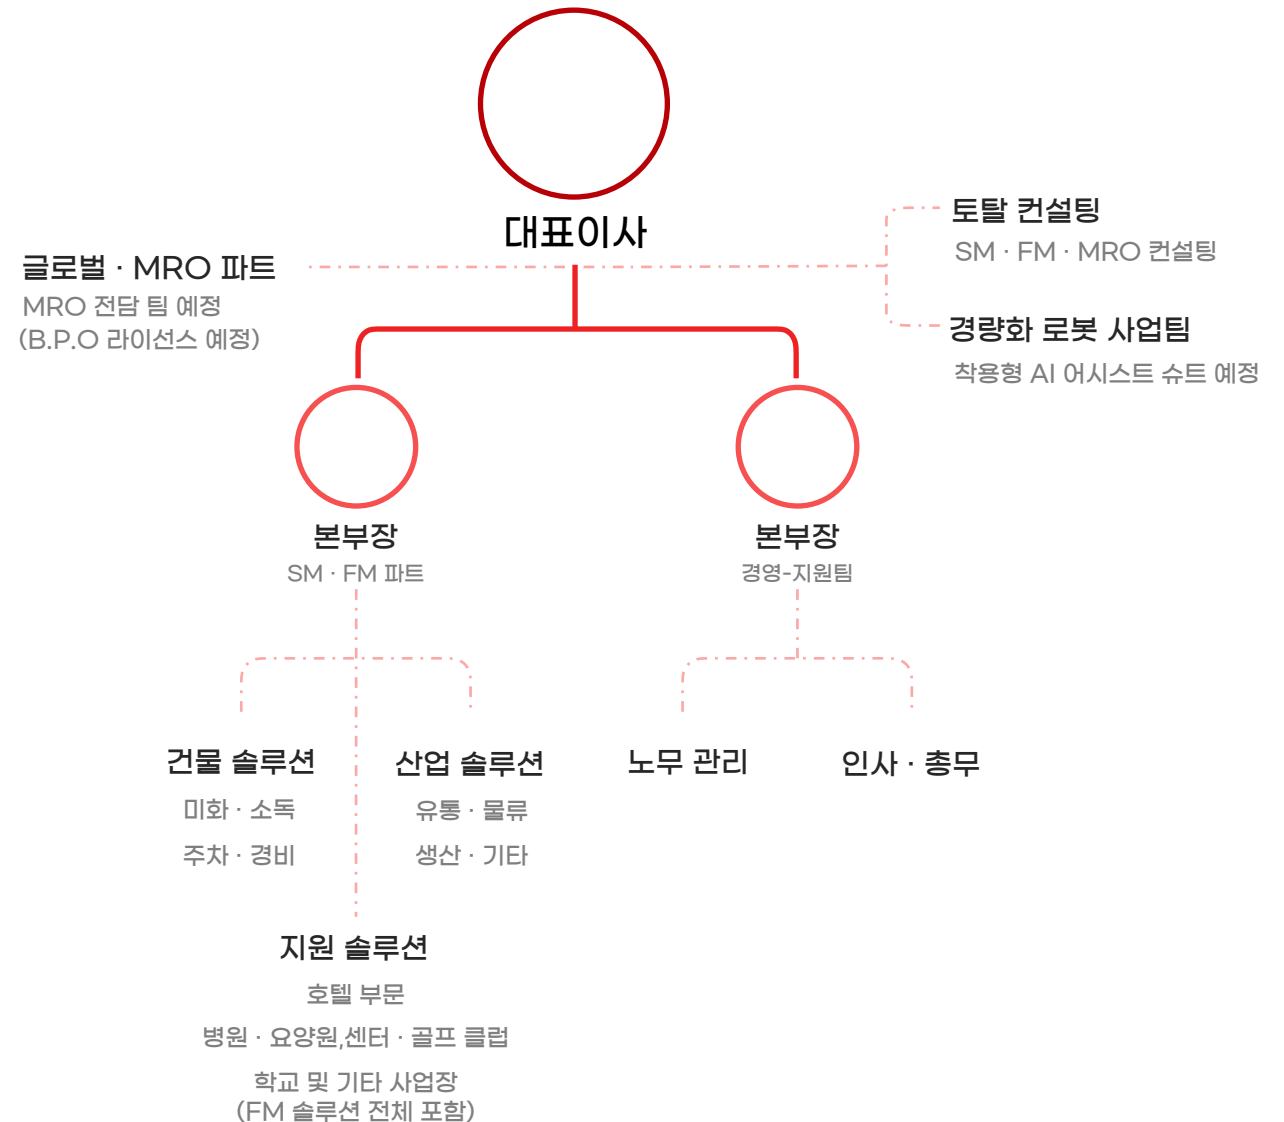 대표이사
글로벌 · MRO 파트
MRO 전담 팀 예정
(B.P.O 라이선스 예정)
토탈 컨설팅
SM · FM · MRO 컨설팅
경량화 로봇 사업팀
착용형 AI 어시스트 슈트 예정
본부장
SM · FM 파트
본부장
경영-지원팀
건물 솔루션
미화 · 소독
주차 · 경비
산업 솔루션
유통 · 물류
생산 · 기타
노무 관리
인사 · 총무
지원 솔루션
호텔 부문
병원 · 요양원,센터 · 골프 클럽
학교 및 기타 사업장
(FM 솔루션 전체 포함)